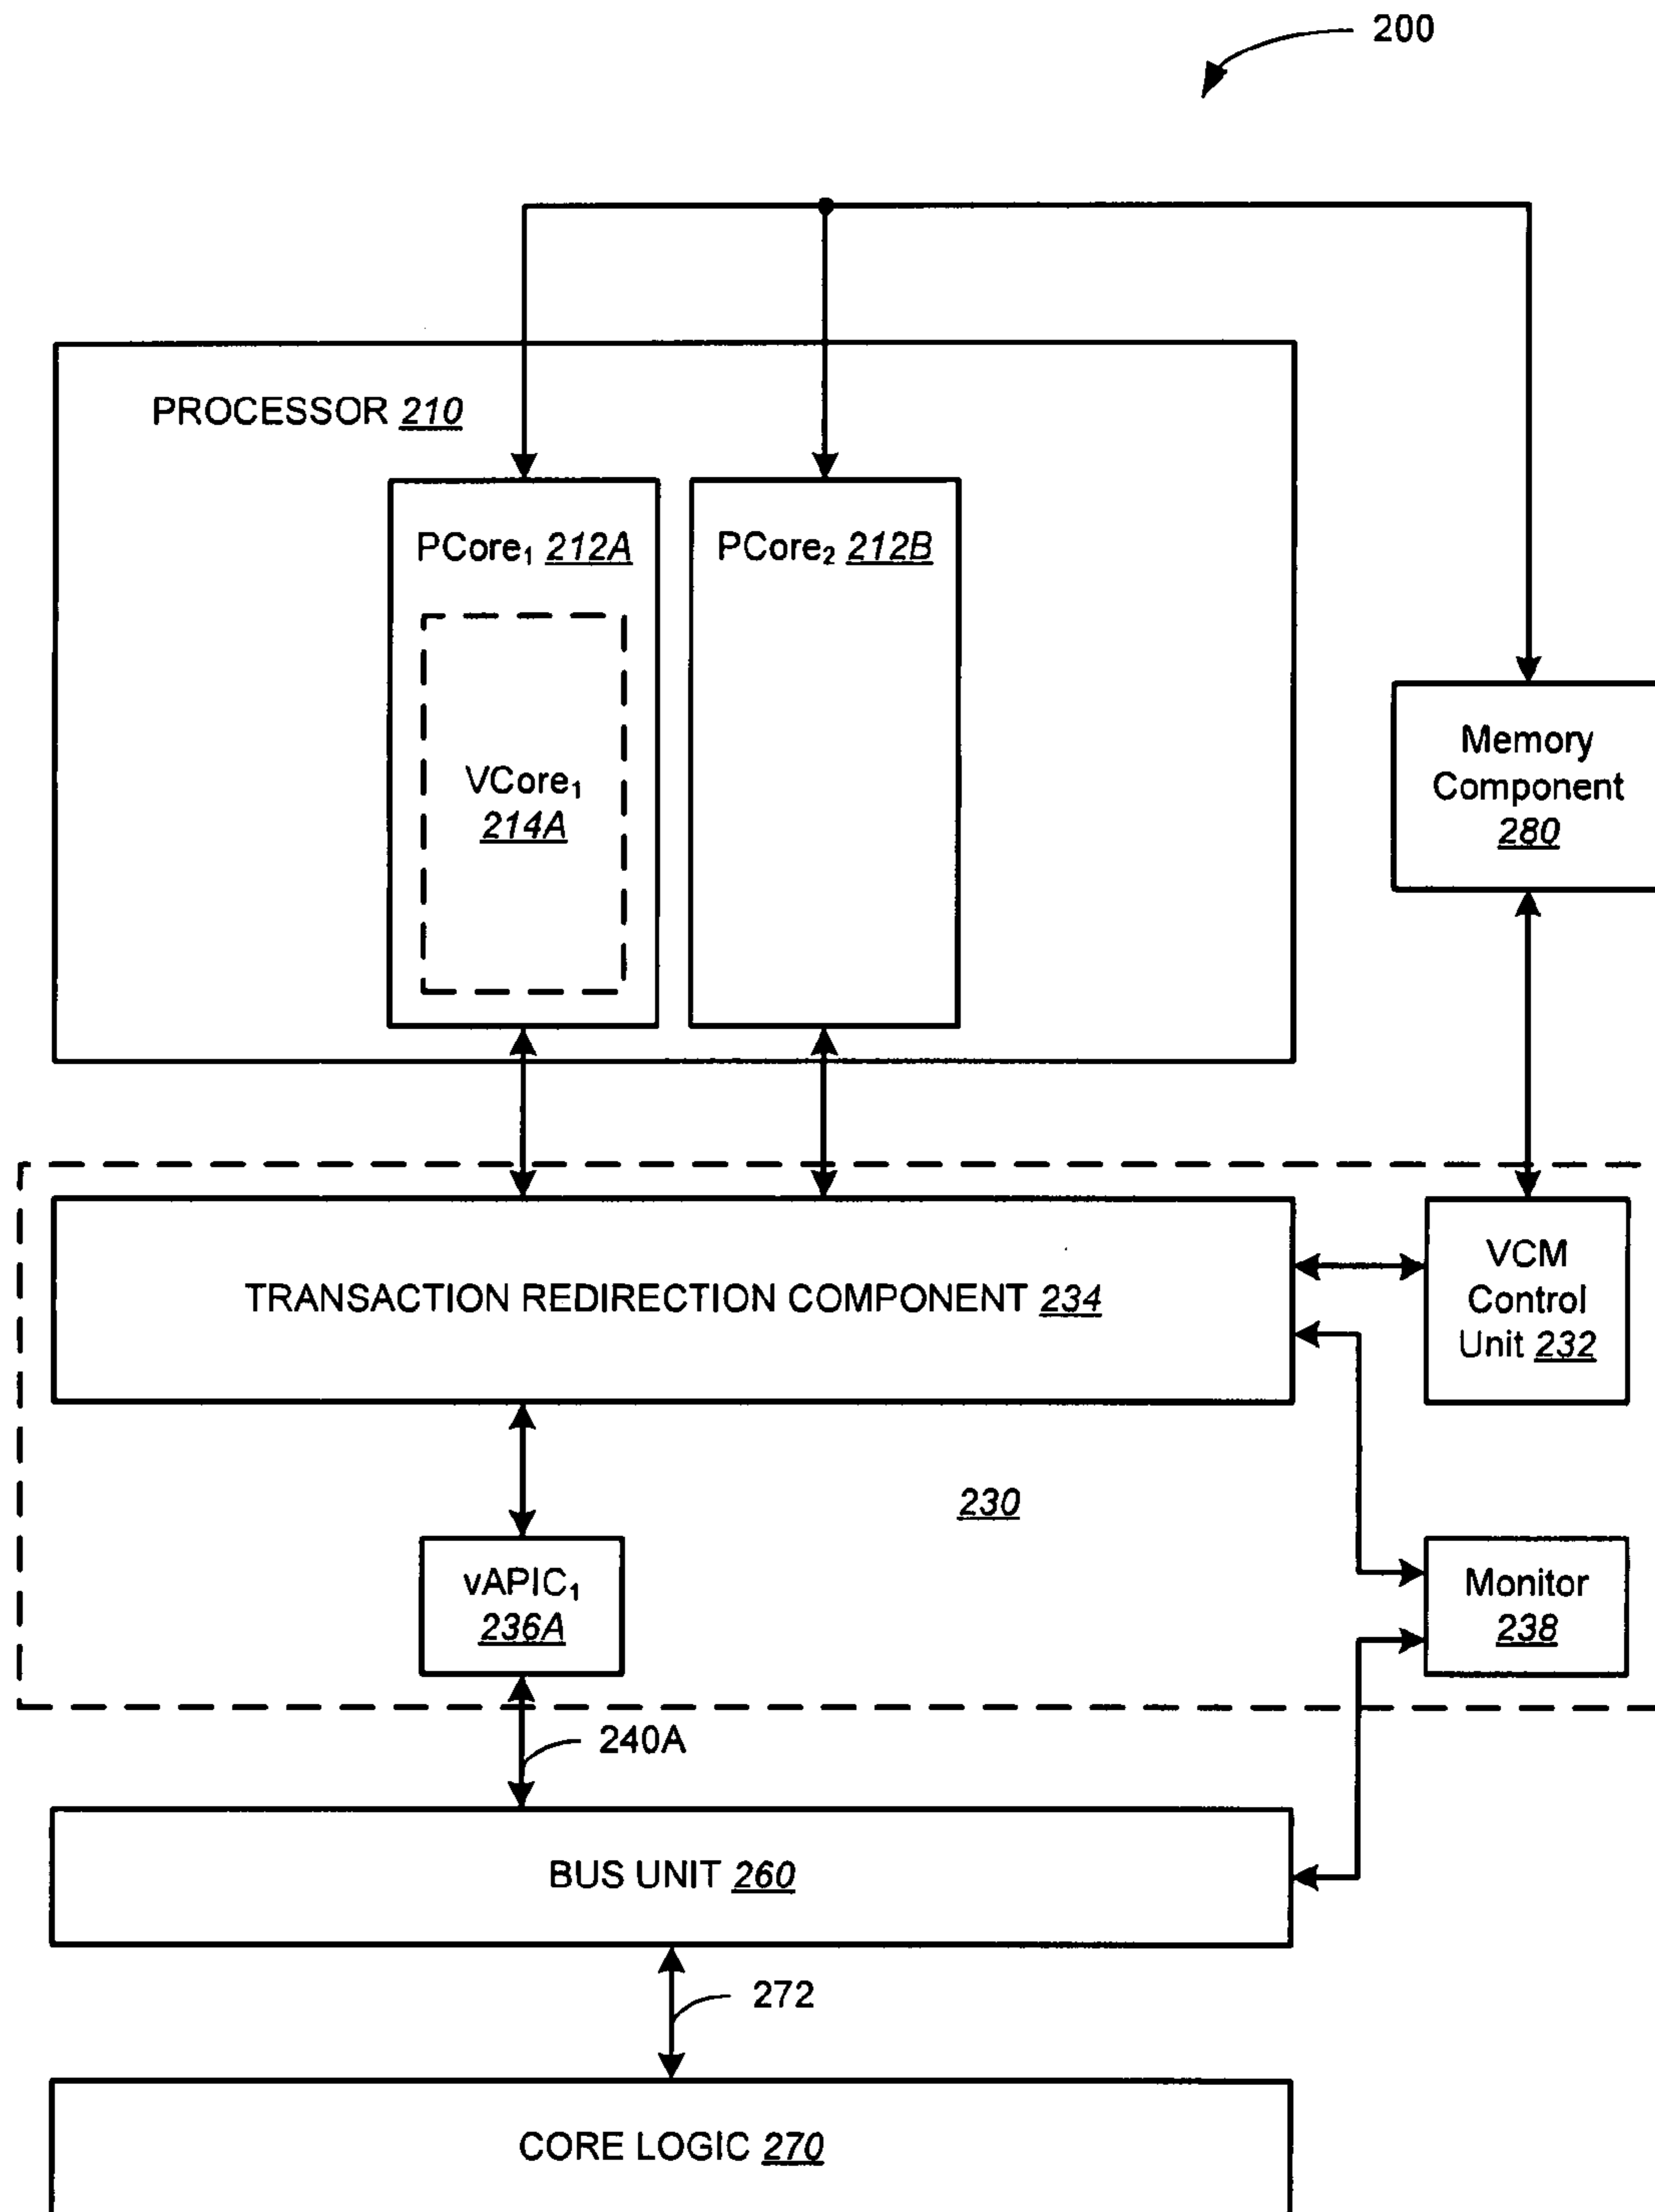 200
PROCESSOR 210
PCore₁ 212A
PCore₂ 212B
VCore₁
214A
Memory
Component
280
TRANSACTION REDIRECTION COMPONENT 234
VCM
Control
Unit 232
230
vAPIC₁
236A
Monitor
238
240A
BUS UNIT 260
272
CORE LOGIC 270